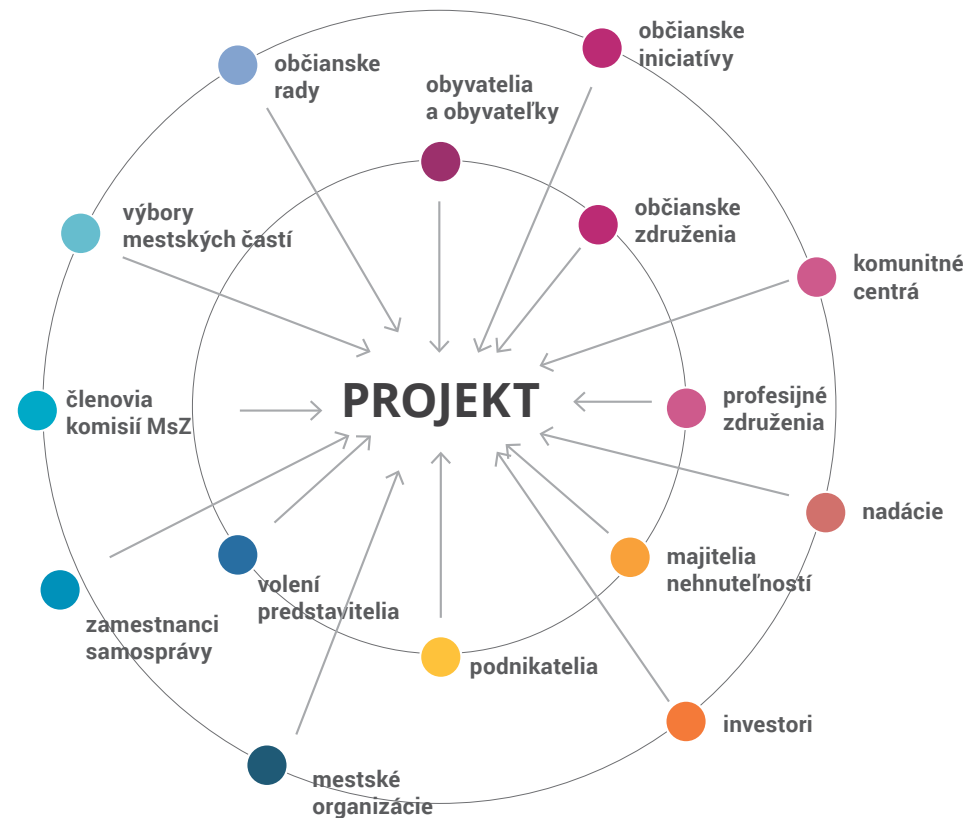 občianske
iniciatívy
občianske
rady
obyvatelia
a obyvateľky
občianske
združenia
výbory
mestských častí
komunitné
centrá
členovia
komisií MsZ
PROJEKT
profesijné
združenia
nadácie
majitelia
nehnuteľností
volení
predstavitelia
zamestnanci
samosprávy
podnikatelia
investori
mestské
organizácie